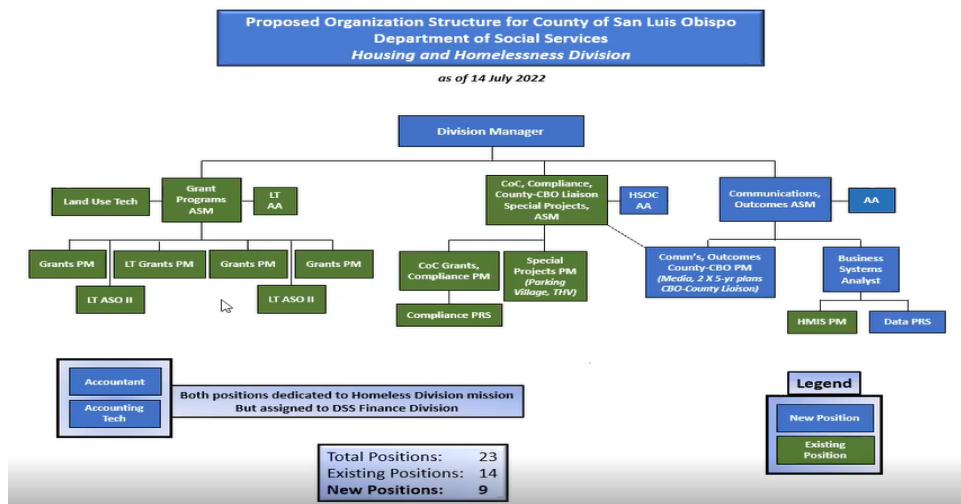 Proposed Organization Structure for County of San Luis Obispo
Department of Social Services
Housing and Homelessness Division
as of 14 July 2022
Division Manager
Land Use Tech
Grant
Programs
ASM
LT
AA
CoC, Compliance,
County-CBO Liaison
Special Projects,
ASM
HSOC
AA
Communications,
Outcomes ASM
AA
Grants PM
LT Grants PM
Grants PM
Grants PM
LT ASO II
LT ASO II
CoC Grants,
Compliance PM
Compliance PRS
Special
Projects PM
(Parking
Village, THV)
Comm's, Outcomes
County-CBO PM
(Media, 2 X 5-yr plans
CBO-County Liaison)
Business
Systems
Analyst
HMIS PM
Data PRS
Accountant
Accounting
Tech
Both positions dedicated to Homeless Division mission
But assigned to DSS Finance Division
Legend
New Position
Existing
Position
Total Positions: 23
Existing Positions: 14
New Positions: 9